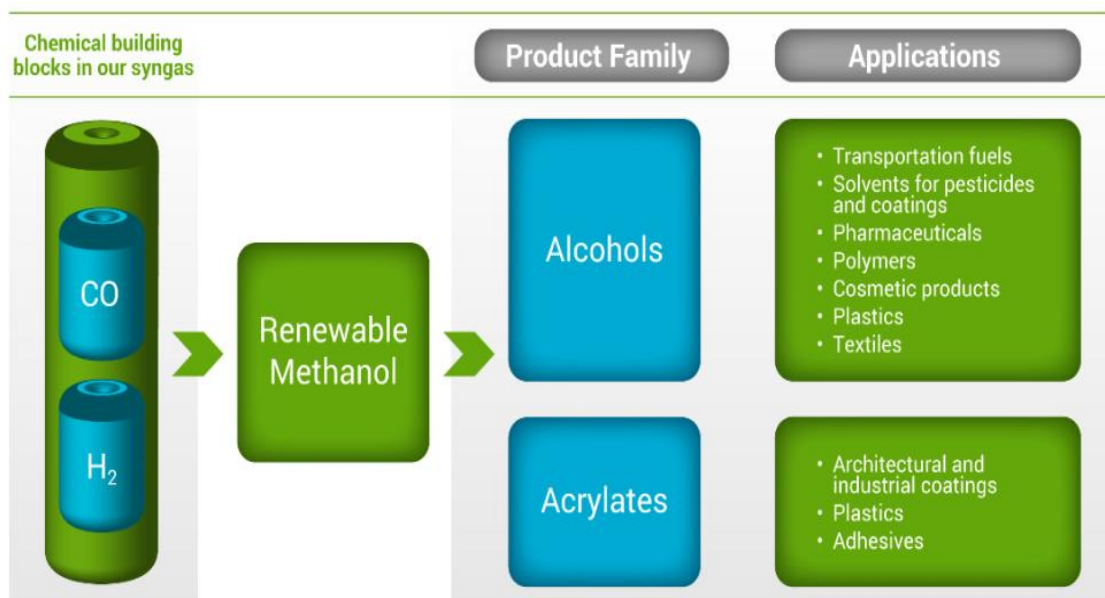 Chemical building
blocks in our syngas
Product Family
Applications
CO
H₂
Renewable
Methanol
Alcohols
• Transportation fuels
• Solvents for pesticides
and coatings
• Pharmaceuticals
• Polymers
• Cosmetic products
• Plastics
• Textiles
Acrylates
• Architectural and
industrial coatings
• Plastics
• Adhesives